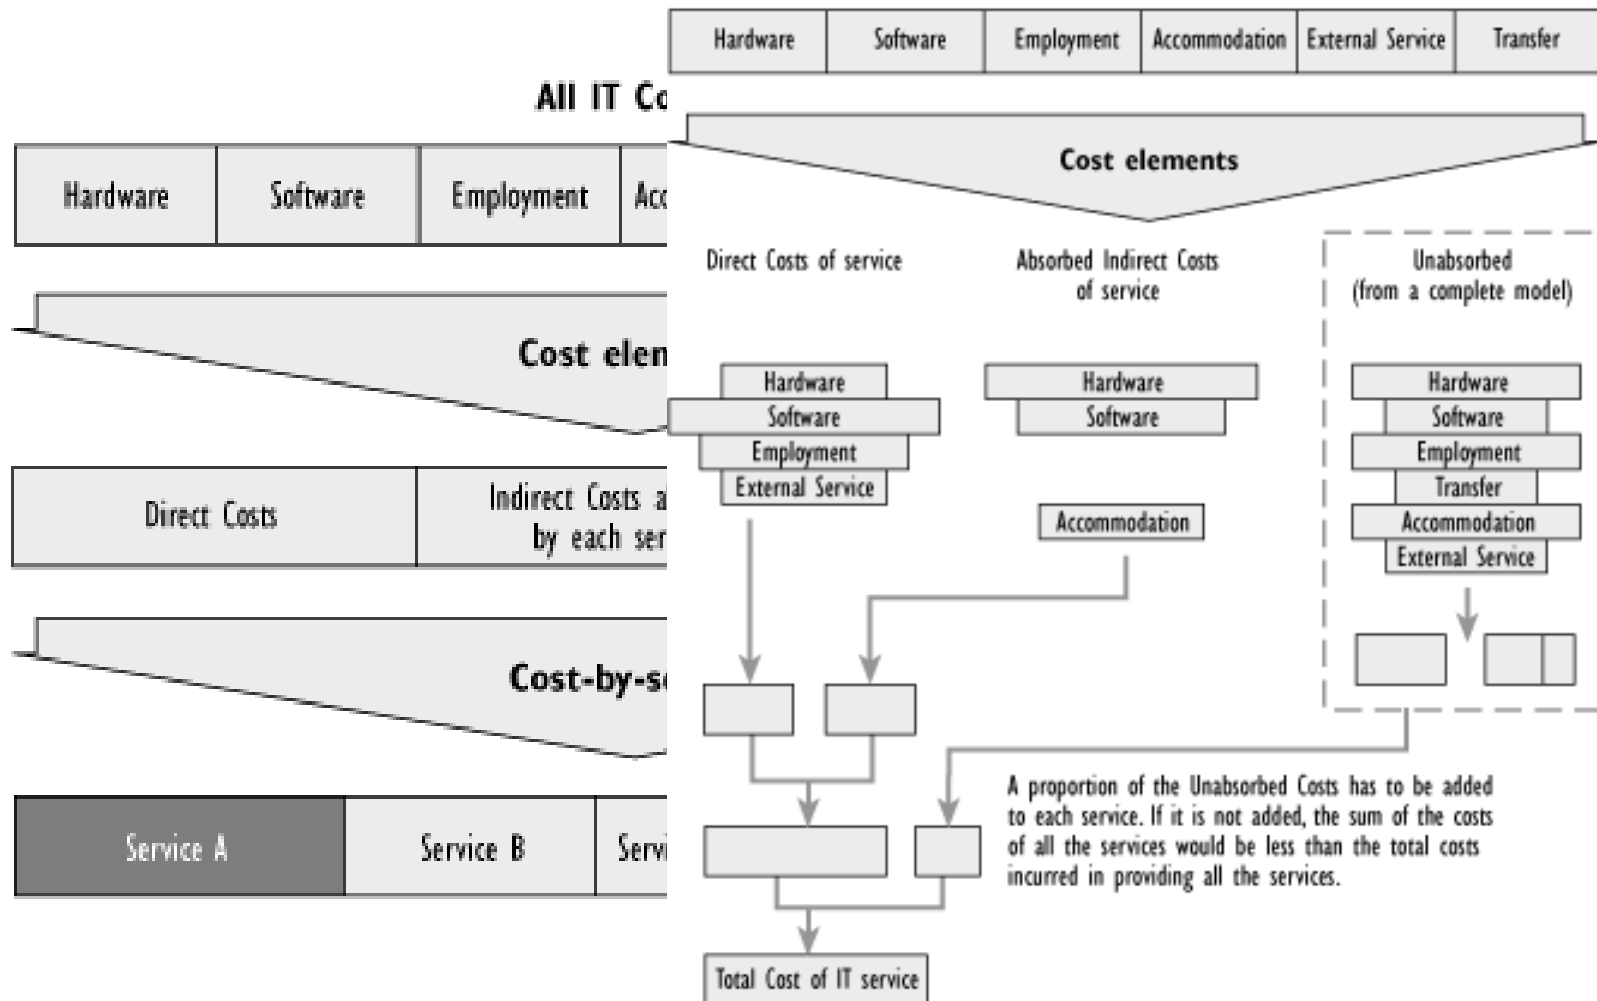 All IT Co
Hardware Software Employment Acc
Cost elem
Direct Costs
Indirect Costs a
by each ser
Cost-by-se
Service A Service B Servi
Hardware Software Employment Accommodation External Service Transfer
Cost elements
Direct Costs of service
Absorbed Indirect Costs
of service
Unabsorbed
(from a complete model)
Hardware
Software
Employment
External Service
Hardware
Software
Accommodation
Hardware
Software
Employment
Transfer
Accommodation
External Service
A proportion of the Unabsorbed Costs has to be added
to each service. If it is not added, the sum of the costs
of all the services would be less than the total costs
incurred in providing all the services.
Total Cost of IT service